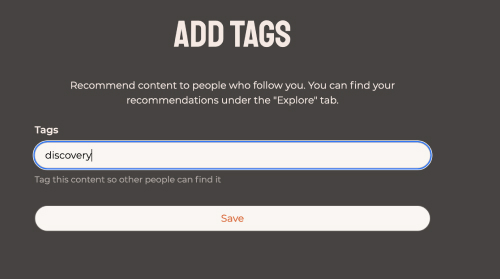 ADD TAGS
Recommend content to people who follow you. You can find your
recommendations under the "Explore" tab.
Tags
discovery
Tag this content so other people can find it
Save